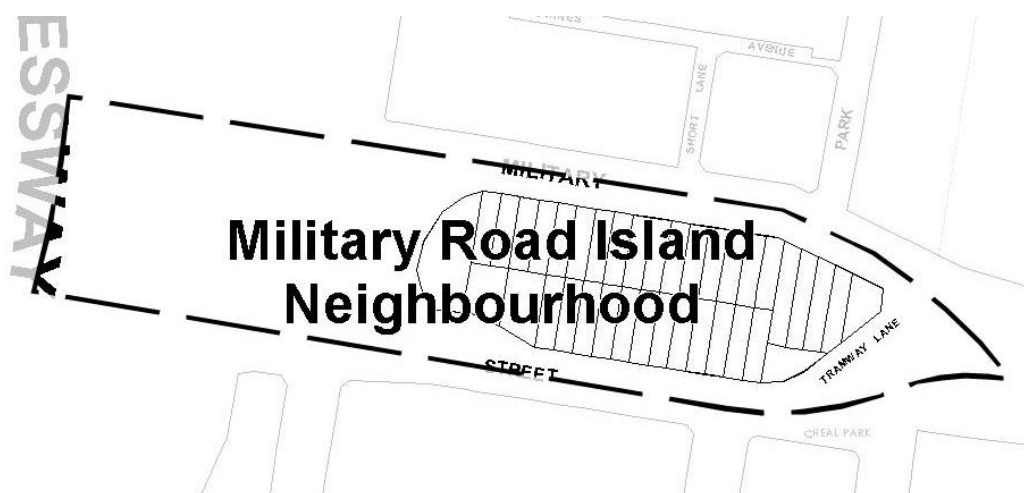 ESSWAY
AVENUE
SHORT LANE
PARK
MILITARY
Military Road Island
Neighbourhood
STREET
TRAMWAY LANE
CHEAL PARK